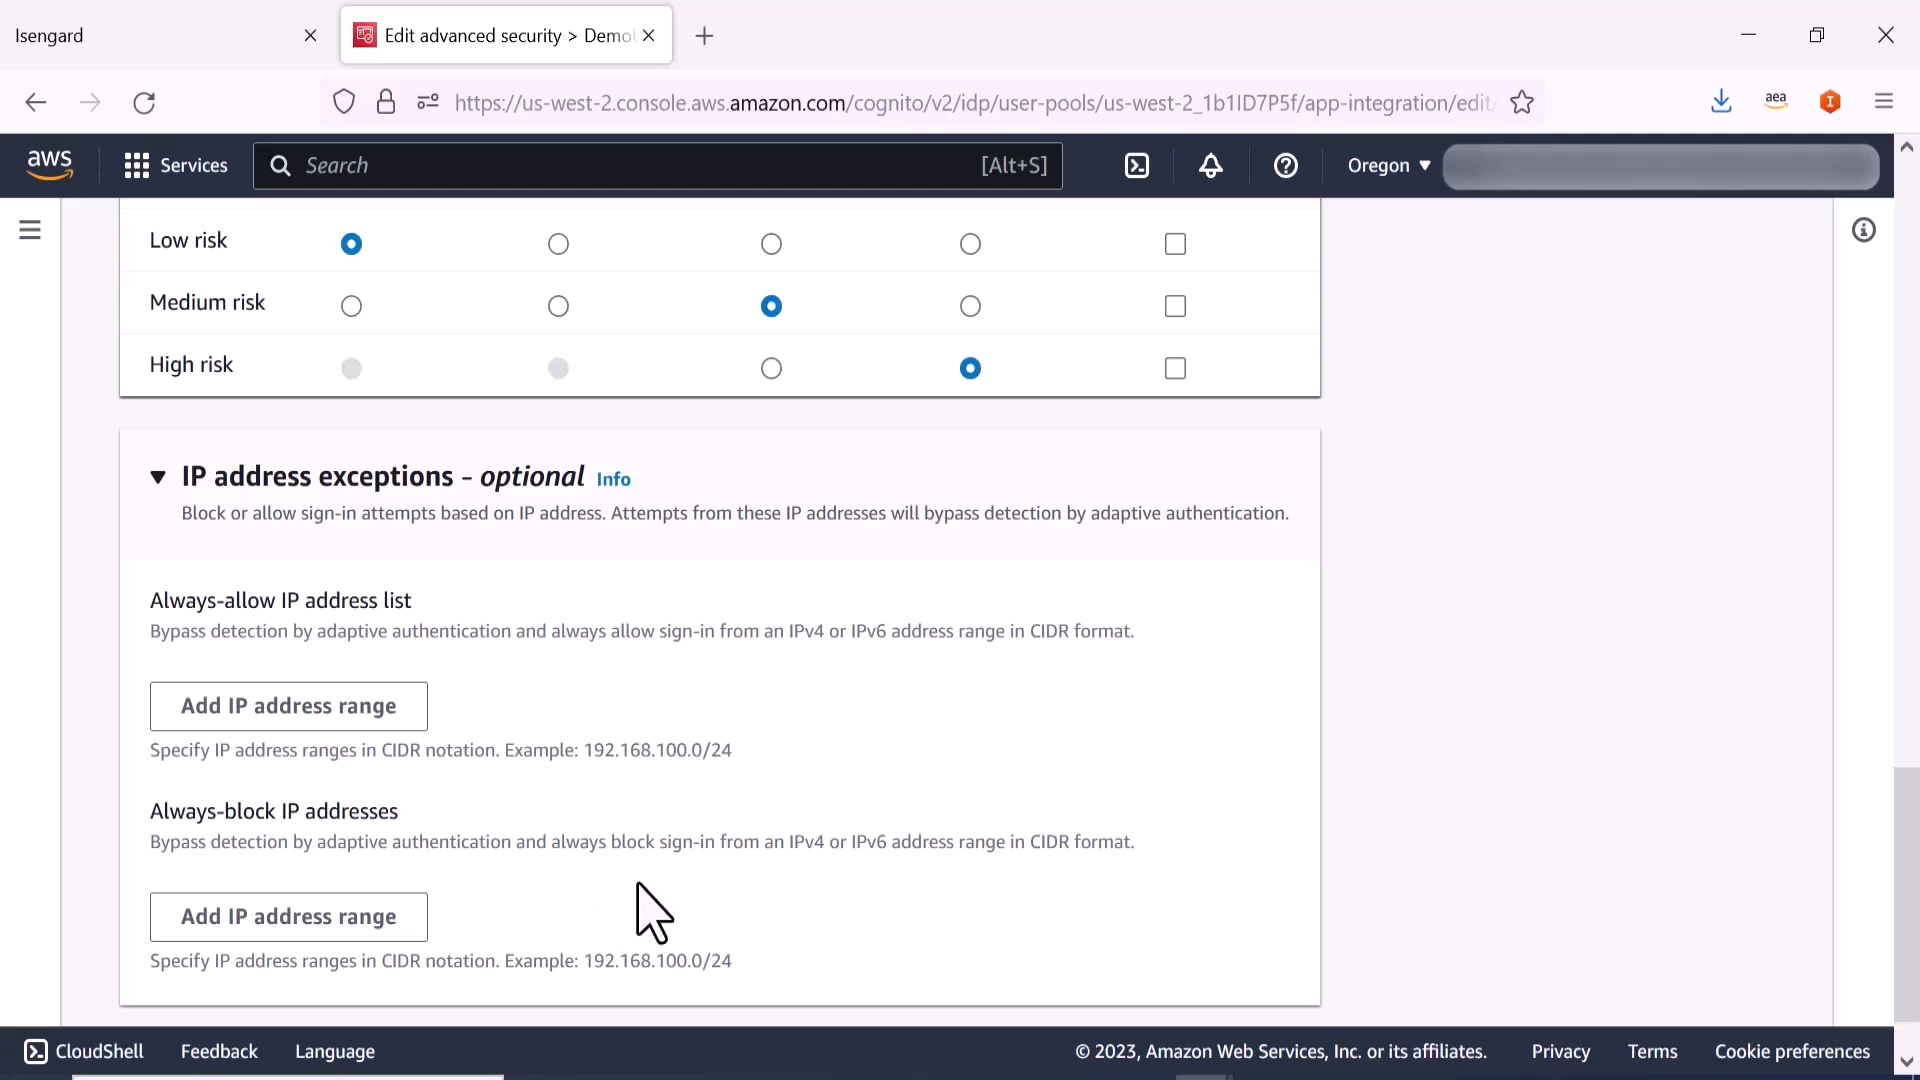 Isengard
Edit advanced security > Demo
https://us-west-2.console.aws.amazon.com/cognito/v2/idp/user-pools/us-west-2_1b1ID7P5f/app-integration/edit/
aea
aws
Services
Search
[Alt+S]
Oregon
Low risk
Medium risk
High risk
IP address exceptions - optional Info
Block or allow sign-in attempts based on IP address. Attempts from these IP addresses will bypass detection by adaptive authentication.
Always-allow IP address list
Bypass detection by adaptive authentication and always allow sign-in from an IPv4 or IPv6 address range in CIDR format.
Add IP address range
Specify IP address ranges in CIDR notation. Example: 192.168.100.0/24
Always-block IP addresses
Bypass detection by adaptive authentication and always block sign-in from an IPv4 or IPv6 address range in CIDR format.
Add IP address range
Specify IP address ranges in CIDR notation. Example: 192.168.100.0/24
CloudShell Feedback Language © 2023, Amazon Web Services, Inc. or its affiliates. Privacy Terms Cookie preferences